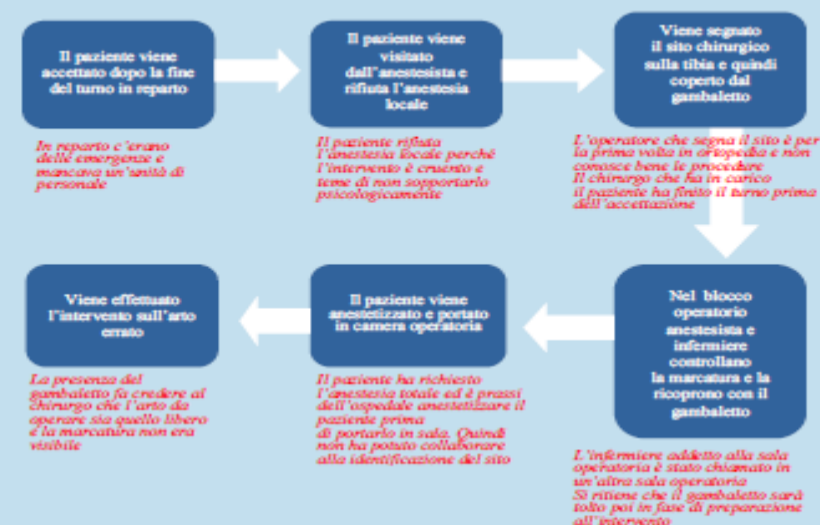 Il paziente viene
accettato dopo la fine
del turno in reparto
In reparto c'erano
delle emergenze e
mancava un'unità di
personale
Il paziente viene
visitato
dall'anestesista e
rifiuta l'anestesia
locale
Il paziente rifiuta
l'anestesia locale perché
l'intervento è cruento e
teme di non sopportarlo
psicologicamente
Viene segnato
il sito chirurgico
sulla tibia e quindi
coperto dal
gambaletto
L'operatore che segna il sito è per
la prima volta in ortopedia e non
conosce bene le procedure
Il chirurgo che ha in carico
il paziente ha finito il turno prima
dell'accettazione
Nel blocco
operatorio
anestesista e
infermiere
controllano
la marcatura e la
ricoprono con il
gambaletto
L'infermiere addetto alla sala
operatoria è stato chiamato in
un'altra sala operatoria
Si ritiene che il gambaletto sarà
tolto poi in fase di preparazione
all'intervento
Il paziente viene
anestetizzato e portato
in camera operatoria
Il paziente ha richiesto
l'anestesia totale ed è prassi
dell'ospedale anestetizzare il
paziente prima
di portarlo in sala. Quindi
non ha potuto collaborare
alla identificazione del sito
Viene effettuato
l'intervento sull'arto
errato
La presenza del
gambaletto fa credere al
chirurgo che l'arto da
operare sia quello libero
e la marcatura non era
visibile